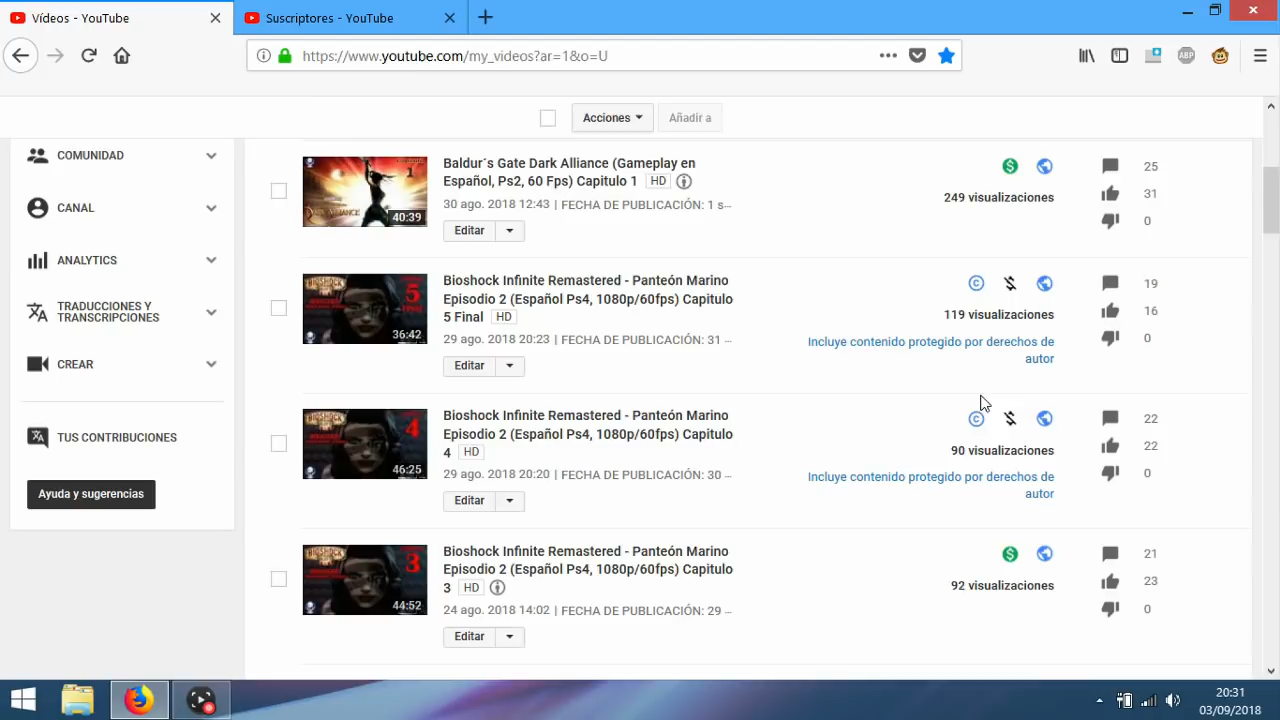 Vídeos - YouTube
Suscriptores - YouTube
https://www.youtube.com/my_videos?ar=1&o=U
ABP
Acciones
Añadir a
COMUNIDAD
CANAL
ANALYTICS
TRADUCCIONES Y
TRANSCRIPCIONES
CREAR
TUS CONTRIBUCIONES
Ayuda y sugerencias
1
40:39
Baldur´s Gate Dark Alliance (Gameplay en
Español, Ps2, 60 Fps) Capitulo 1 HD
30 ago. 2018 12:43 | FECHA DE PUBLICACIÓN: 1 s...
Editar
249 visualizaciones
25
31
0
BIOSHOCK
5
36:42
Bioshock Infinite Remastered - Panteón Marino
Episodio 2 (Español Ps4, 1080p/60fps) Capitulo
5 Final HD
29 ago. 2018 20:23 | FECHA DE PUBLICACIÓN: 31 ...
Editar
119 visualizaciones
Incluye contenido protegido por derechos de
autor
19
16
0
BIOSHOCK
4
46:25
Bioshock Infinite Remastered - Panteón Marino
Episodio 2 (Español Ps4, 1080p/60fps) Capitulo
4 HD
29 ago. 2018 20:20 | FECHA DE PUBLICACIÓN: 30 ...
Editar
90 visualizaciones
Incluye contenido protegido por derechos de
autor
22
22
0
BIOSHOCK
3
44:52
Bioshock Infinite Remastered - Panteón Marino
Episodio 2 (Español Ps4, 1080p/60fps) Capitulo
3 HD
24 ago. 2018 14:02 | FECHA DE PUBLICACIÓN: 29 ...
Editar
92 visualizaciones
21
23
0
20:31
03/09/2018